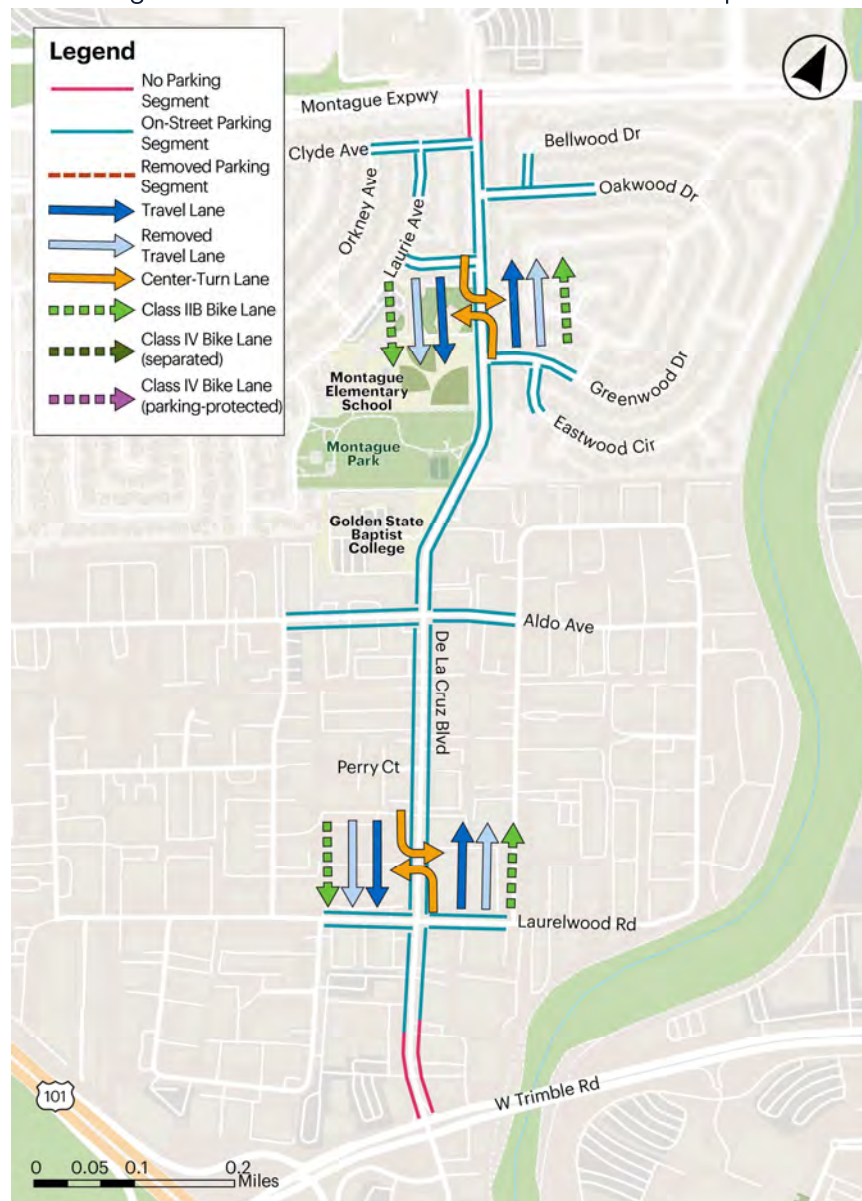 Legend
No Parking
Segment
On-Street Parking
Segment
Removed Parking
Segment
Travel Lane
Removed
Travel Lane
Center-Turn Lane
Class IIB Bike Lane
Class IV Bike Lane
(separated)
Class IV Bike Lane
(parking-protected)
Montague Expwy
Clyde Ave
Bellwood Dr
Oakwood Dr
Orkney Ave
Laurie Ave
Montague
Elementary
School
Greenwood Dr
Eastwood Cir
Montague
Park
Golden State
Baptist
College
Aldo Ave
De La Cruz Blvd
Perry Ct
Laurelwood Rd
W Trimble Rd
101
0 0.05 0.1 0.2
Miles